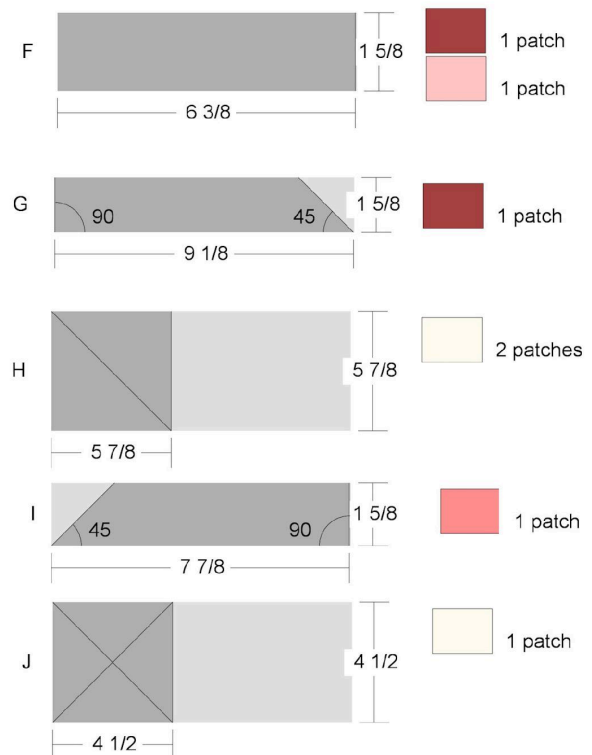 F
1 5/8
1 patch
1 patch
6 3/8
G
90
45
1 5/8
1 patch
9 1/8
H
5 7/8
2 patches
5 7/8
I
45
90
1 5/8
1 patch
7 7/8
J
4 1/2
1 patch
4 1/2